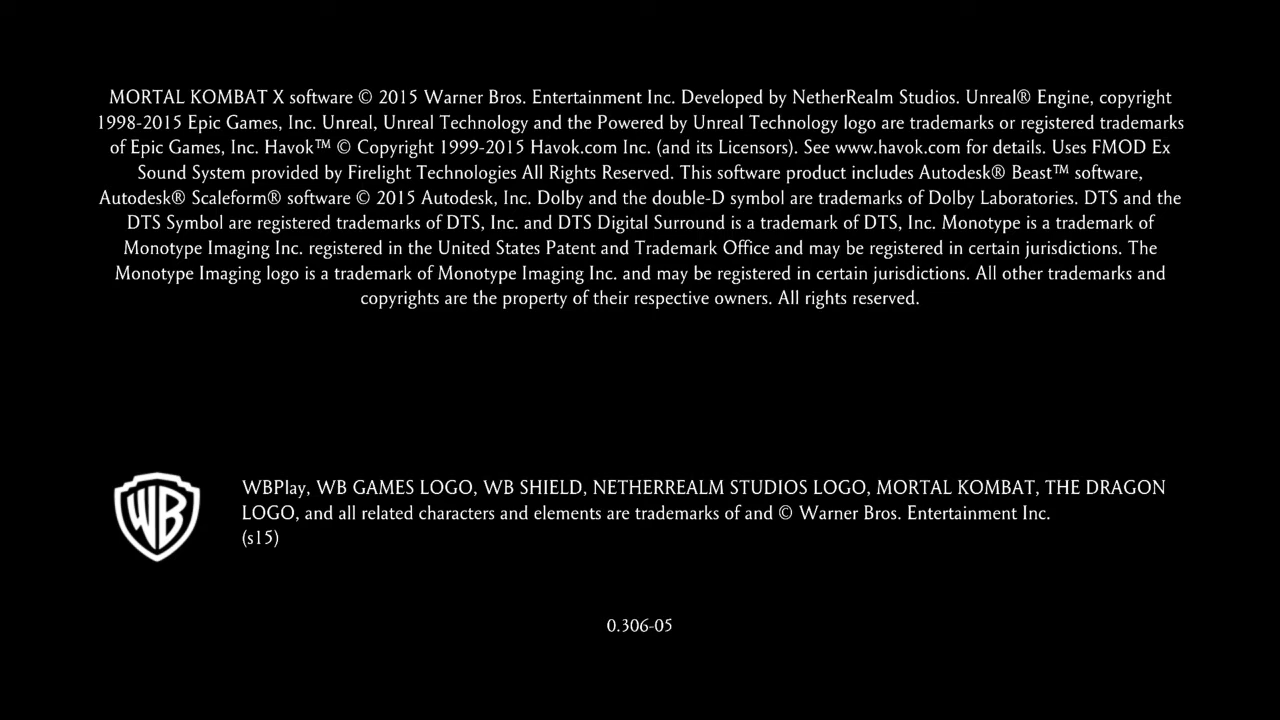 MORTAL KOMBAT X software © 2015 Warner Bros. Entertainment Inc. Developed by NetherRealm Studios. Unreal® Engine, copyright
1998-2015 Epic Games, Inc. Unreal, Unreal Technology and the Powered by Unreal Technology logo are trademarks or registered trademarks
of Epic Games, Inc. Havok™ © Copyright 1999-2015 Havok.com Inc. (and its Licensors). See www.havok.com for details. Uses FMOD Ex
Sound System provided by Firelight Technologies All Rights Reserved. This software product includes Autodesk® Beast™ software,
Autodesk® Scaleform® software © 2015 Autodesk, Inc. Dolby and the double-D symbol are trademarks of Dolby Laboratories. DTS and the
DTS Symbol are registered trademarks of DTS, Inc. and DTS Digital Surround is a trademark of DTS, Inc. Monotype is a trademark of
Monotype Imaging Inc. registered in the United States Patent and Trademark Office and may be registered in certain jurisdictions. The
Monotype Imaging logo is a trademark of Monotype Imaging Inc. and may be registered in certain jurisdictions. All other trademarks and
copyrights are the property of their respective owners. All rights reserved.
WB
WBPlay, WB GAMES LOGO, WB SHIELD, NETHERREALM STUDIOS LOGO, MORTAL KOMBAT, THE DRAGON
LOGO, and all related characters and elements are trademarks of and © Warner Bros. Entertainment Inc.
(s15)
0.306-05